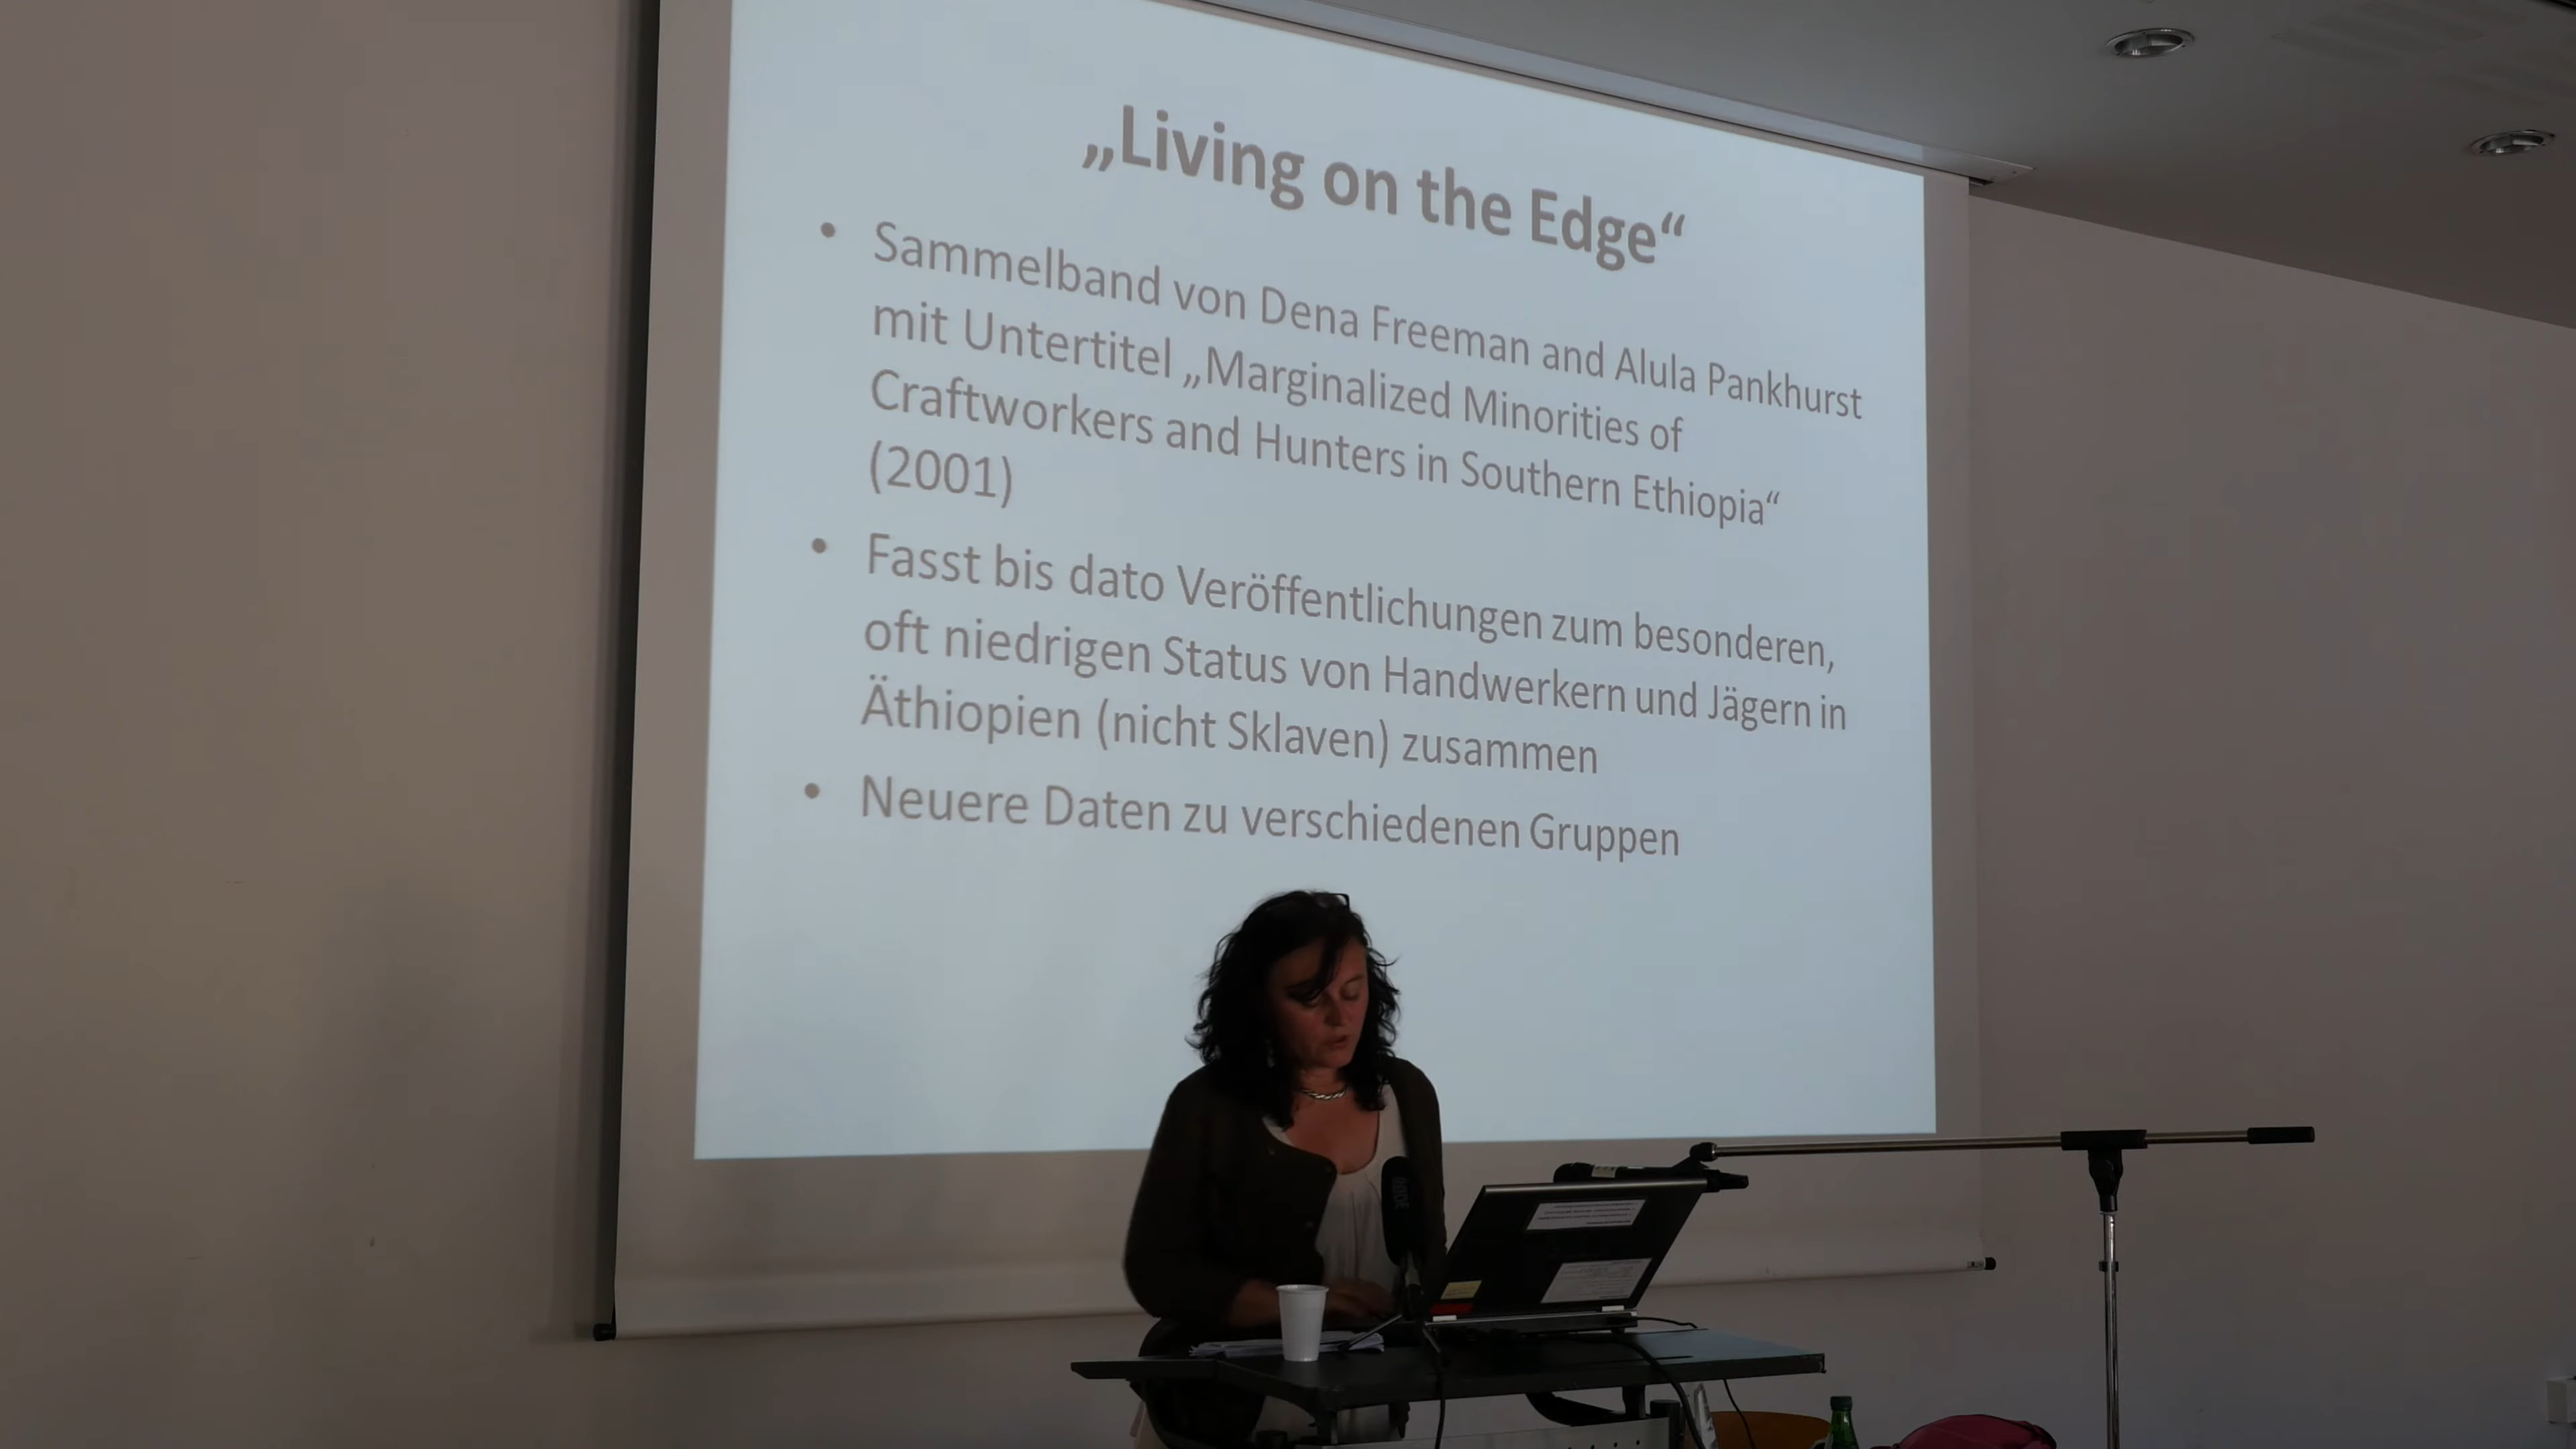 „Living on the Edge“
• Sammelband von Dena Freeman and Alula Pankhurst
mit Untertitel „Marginalized Minorities of
Craftworkers and Hunters in Southern Ethiopia“
(2001)
• Fasst bis dato Veröffentlichungen zum besonderen,
oft niedrigen Status von Handwerkern und Jägern in
Äthiopien (nicht Sklaven) zusammen
• Neuere Daten zu verschiedenen Gruppen